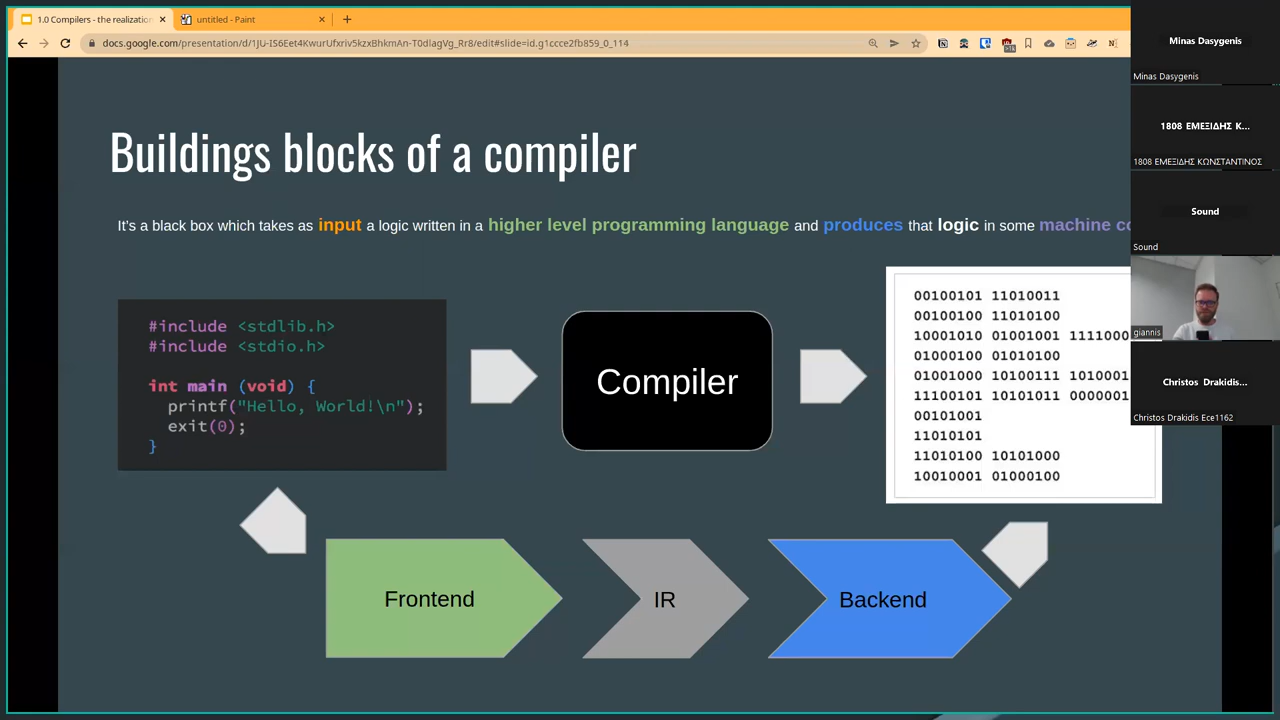 1.0 Compilers - the realization
untitled - Paint
docs.google.com/presentation/d/1JU-IS6Eet4KwurUfxriv5kzxBhkmAn-T0dlagVg_Rr8/edit#slide=id.g1ccce2fb859_0_114
Buildings blocks of a compiler
It's a black box which takes as input a logic written in a higher level programming language and produces that logic in some machine co
#include <stdlib.h>
#include <stdio.h>
int main (void) {
printf("Hello, World!\n");
exit(0);
}
Compiler
00100101 11010011
00100100 11010100
10001010 01001001 1111000
01000100 01010100
01001000 10100111 1010001
11100101 10101011 0000001
00101001
11010101
11010100 10101000
10010001 01000100
Frontend
IR
Backend
Minas Dasygenis
Minas Dasygenis
1808 ΕΜΕΞΙΔΗΣ Κ...
1808 ΕΜΕΞΙΔΗΣ ΚΩΝΣΤΑΝΤΙΝΟΣ
Sound
Sound
giannis
Christos Drakidis...
Christos Drakidis Ece1162